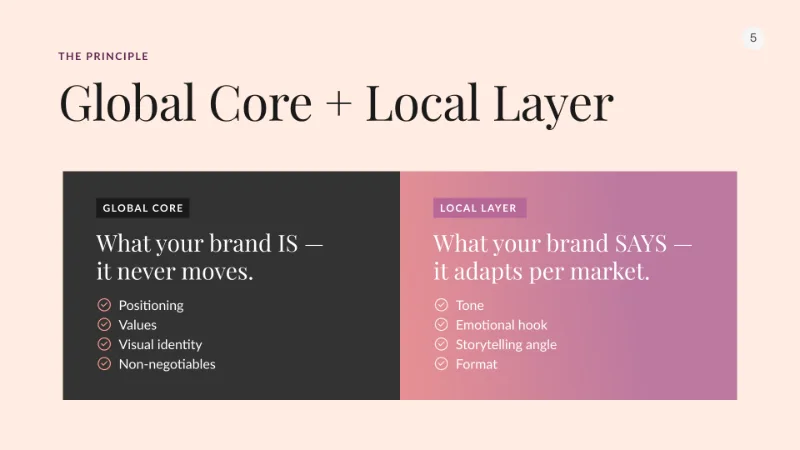 5
THE PRINCIPLE
Global Core + Local Layer
GLOBAL CORE
What your brand IS —
it never moves.
Positioning
Values
Visual identity
Non-negotiables
LOCAL LAYER
What your brand SAYS —
it adapts per market.
Tone
Emotional hook
Storytelling angle
Format